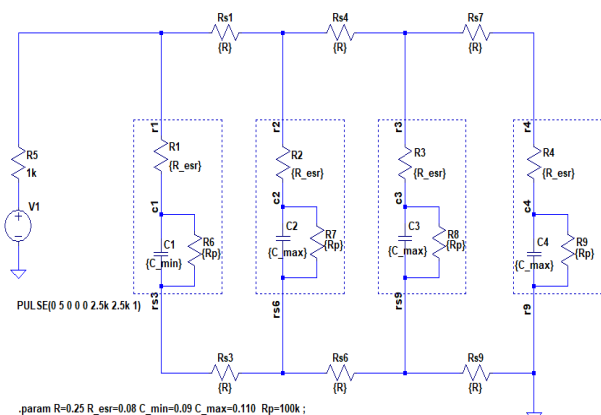 Rs1
{R}
Rs4
{R}
Rs7
{R}
r1
r2
r3
r4
R5
1k
V1
R1
{R_esr}
R2
{R_esr}
R3
{R_esr}
R4
{R_esr}
c1
c2
c3
c4
C1
{C_min}
R6
{Rp}
C2
{C_max}
R7
{Rp}
C3
{C_max}
R8
{Rp}
C4
{C_max}
R9
{Rp}
rs3
rs6
rs9
r9
PULSE(0 5 0 0 0 2.5k 2.5k 1)
Rs3
{R}
Rs6
{R}
Rs9
{R}
.param R=0.25 R_esr=0.08 C_min=0.09 C_max=0.110 Rp=100k ;